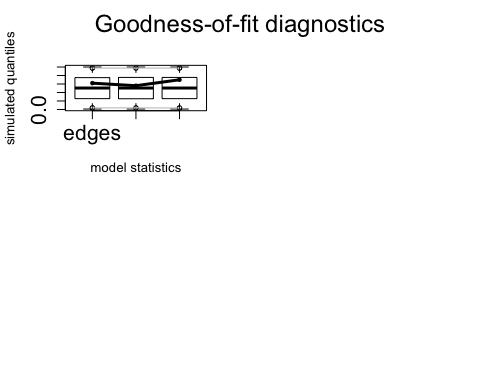 Goodness-of-fit diagnostics
simulated quantiles
0.0
edges
model statistics